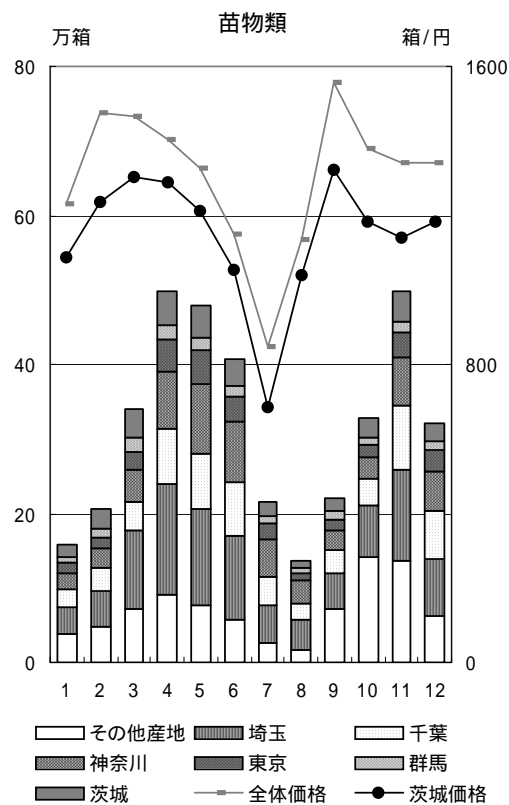 苗物類
万箱 箱/円
80 1600
60
40 800
20
0 0
1 2 3 4 5 6 7 8 9 10 11 12
その他産地 埼玉 千葉
神奈川 東京 群馬
茨城 全体価格 茨城価格